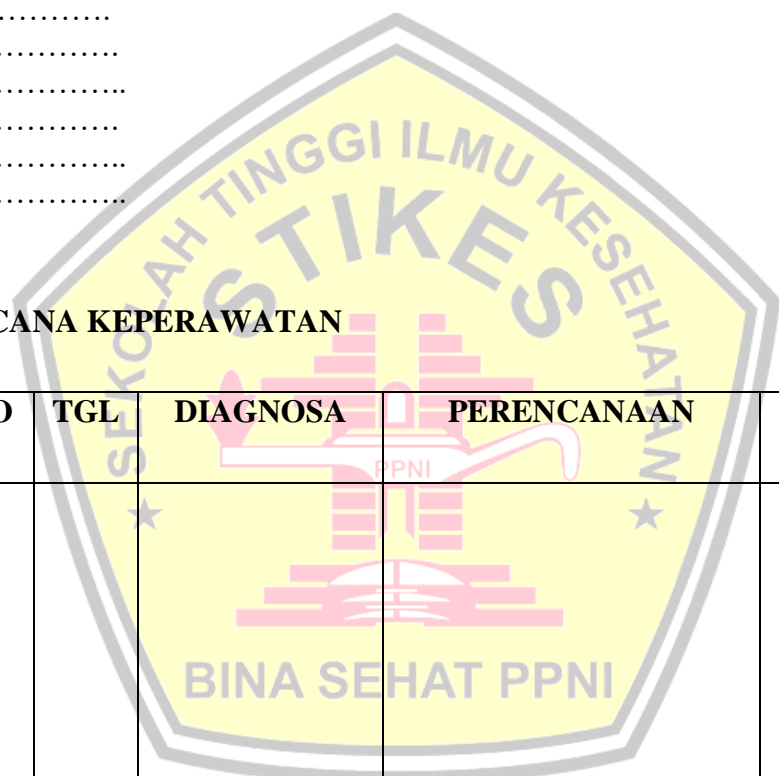 ………….
………….
…………..
………….
…………..
…………..
SEKOLAH TINGGI ILMU KESEHATAN
STIKES
CANA KEPERAWATAN
O TGL DIAGNOSA PERENCANAAN
PPNI
BINA SEHAT PPNI